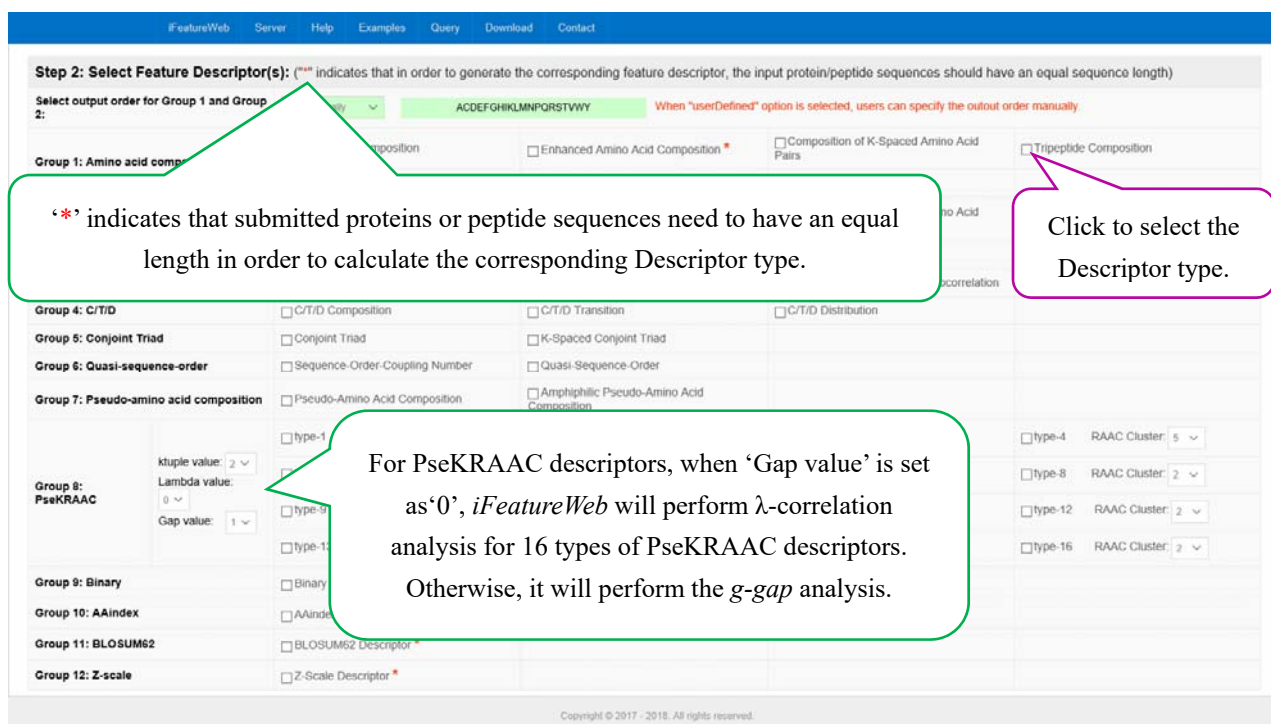 iFeatureWeb Server Help Examples Query Download Contact
Step 2: Select Feature Descriptor(s): ("*" indicates that in order to generate the corresponding feature descriptor, the input protein/peptide sequences should have an equal sequence length)
Select output order for Group 1 and Group
2:
ACDEFGHIKLMNPQRSTVWY When "userDefined" option is selected, users can specify the outout order manually.
Group 1: Amino acid
Enhanced Amino Acid Composition *
Composition of K-Spaced Amino Acid
Pairs
Tripeptide Composition
‘*’ indicates that submitted proteins or peptide sequences need to have an equal
length in order to calculate the corresponding Descriptor type.
Acid
Click to select the
Descriptor type.
Group 4: C/T/D C/T/D Composition C/T/D Transition C/T/D Distribution
Group 5: Conjoint Triad Conjoint Triad K-Spaced Conjoint Triad
Group 6: Quasi-sequence-order Sequence-Order-Coupling Number Quasi-Sequence-Order
Group 7: Pseudo-amino acid composition Pseudo-Amino Acid Composition
Amphiphilic Pseudo-Amino Acid
Composition
Group 8:
PseKRAAC
ktuple value: 2
Lambda value:
0
Gap value: 1
type-1
type-9
type-4 RAAC Cluster: 5
type-8 RAAC Cluster: 2
type-12 RAAC Cluster: 2
type-16 RAAC Cluster: 2
For PseKRAAC descriptors, when ‘Gap value’ is set
as‘0’, iFeatureWeb will perform λ-correlation
analysis for 16 types of PseKRAAC descriptors.
Otherwise, it will perform the g-gap analysis.
Group 9: Binary Binary
Group 10: AAindex
Group 11: BLOSUM62 BLOSUM62 Descriptor *
Group 12: Z-scale Z-Scale Descriptor *
Copyright © 2017 - 2018. All rights reserved.